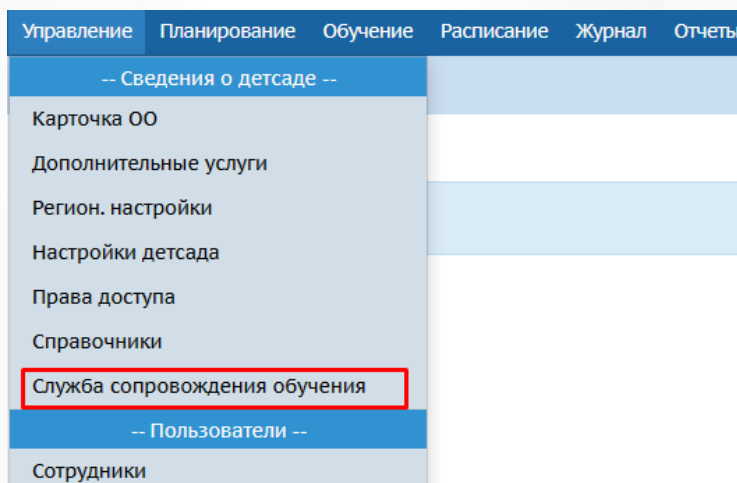 Управление Планирование Обучение Расписание Журнал Отчеты
-- Сведения о детсаде --
Карточка ОО
Дополнительные услуги
Регион. настройки
Настройки детсада
Права доступа
Справочники
Служба сопровождения обучения
-- Пользователи --
Сотрудники